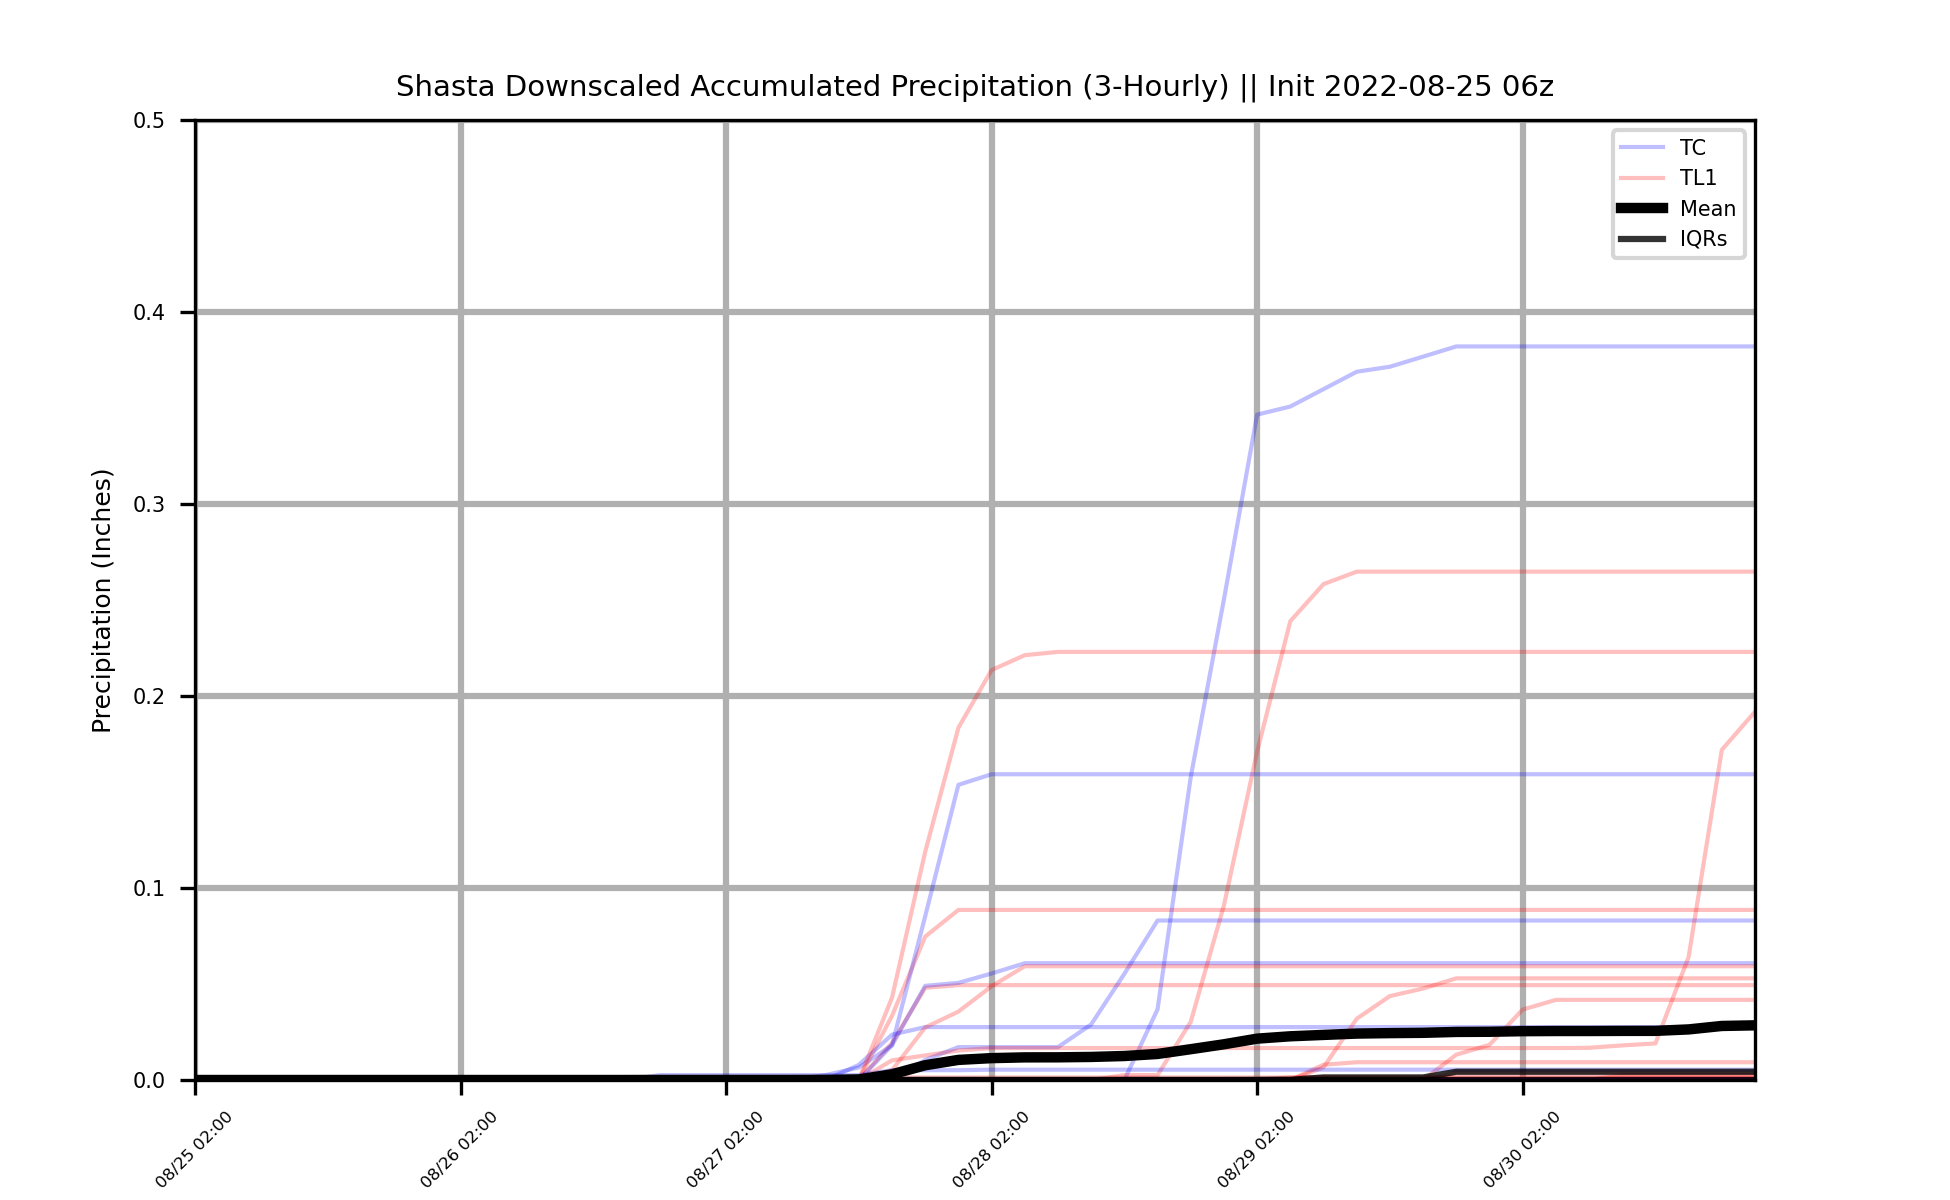 Shasta Downscaled Accumulated Precipitation (3-Hourly) || Init 2022-08-25 06z
Precipitation (Inches)
0.5
0.4
0.3
0.2
0.1
0.0
TC
TL1
Mean
IQRs
08/25 02:00
08/26 02:00
08/27 02:00
08/28 02:00
08/29 02:00
08/30 02:00